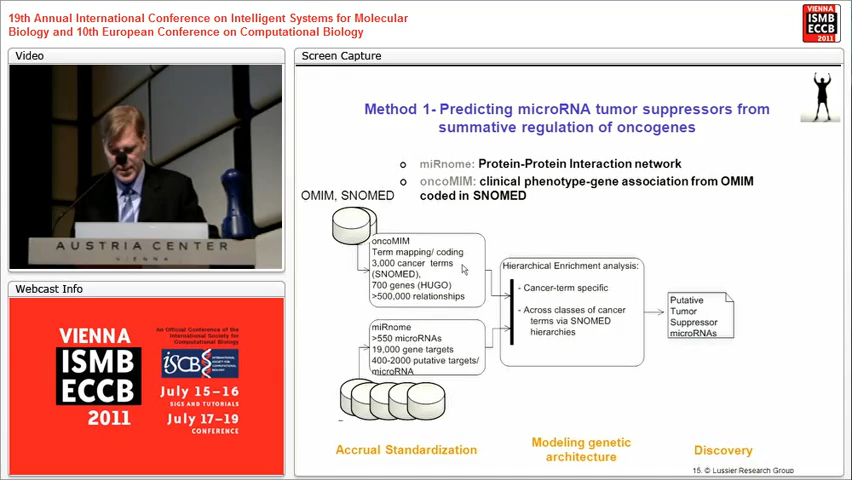 19th Annual International Conference on Intelligent Systems for Molecular
Biology and 10th European Conference on Computational Biology
VIENNA
ISMB
ECCB
2011
Video
Screen Capture
AUSTRIA CENTER
VIENNA
Method 1- Predicting microRNA tumor suppressors from
summative regulation of oncogenes
o miRnome: Protein-Protein Interaction network
o oncoMIM: clinical phenotype-gene association from OMIM
coded in SNOMED
OMIM, SNOMED
oncoMIM
Term mapping/ coding
3,000 cancer terms
(SNOMED),
700 genes (HUGO)
>500,000 relationships
miRnome
>550 microRNAs
19,000 gene targets
400-2000 putative targets/
microRNA
Hierarchical Enrichment analysis:
- Cancer-term specific
- Across classes of cancer
terms via SNOMED
hierarchies
Putative
Tumor
Suppressor
microRNAs
Accrual Standardization
Modeling genetic
architecture
Discovery
15. © Lussier Research Group
Webcast Info
VIENNA
ISMB
ECCB
2011
An Official Conference of the
International Society for
Computational Biology
iSCB
INTERNATIONAL
SOCIETY FOR
COMPUTATIONAL
BIOLOGY
July 15–16
SIGS AND TUTORIALS
July 17–19
CONFERENCE